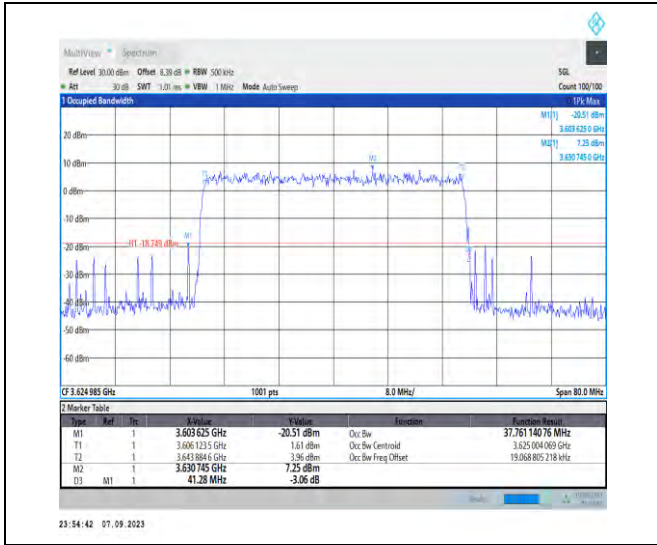 MultiView Spectrum
Ref Level 30.00 dBm Offset 8.39 dB RBW 500 kHz SGL
Att 30 dB SWT 1.01 ms VBW 1 MHz Mode Auto Sweep Count 100/100
1 Occupied Bandwidth 1Pk Max
M1[1] -20.51 dBm
3.603 625 0 GHz
M2[1] 7.25 dBm
3.630 745 0 GHz
20 dBm
10 dBm
0 dBm
-10 dBm
-20 dBm
-30 dBm
-40 dBm
-50 dBm
-60 dBm
M2
T1
M1
H1 -18.749 dBm
CF 3.624 985 GHz 1001 pts 8.0 MHz/ Span 80.0 MHz
2 Marker Table
Type Ref Trc X-Value Y-Value Function Function Result
M1 1 3.603 625 GHz -20.51 dBm Occ Bw 37.761 140 76 MHz
T1 1 3.606 123 5 GHz 1.61 dBm Occ Bw Centroid 3.625 004 069 GHz
T2 1 3.643 884 6 GHz 3.96 dBm Occ Bw Freq Offset 19.068 805 218 kHz
M2 1 3.630 745 GHz 7.25 dBm
D3 M1 1 41.28 MHz -3.06 dB
23:54:42 07.09.2023